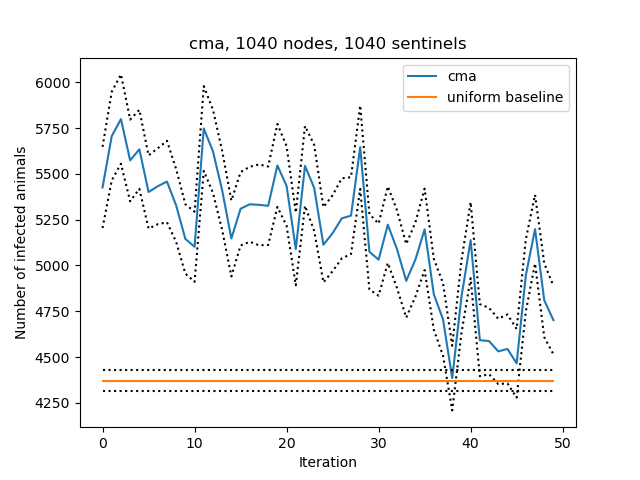 cma, 1040 nodes, 1040 sentinels
cma
uniform baseline
Number of infected animals
6000
5750
5500
5250
5000
4750
4500
4250
0 10 20 30 40 50
Iteration